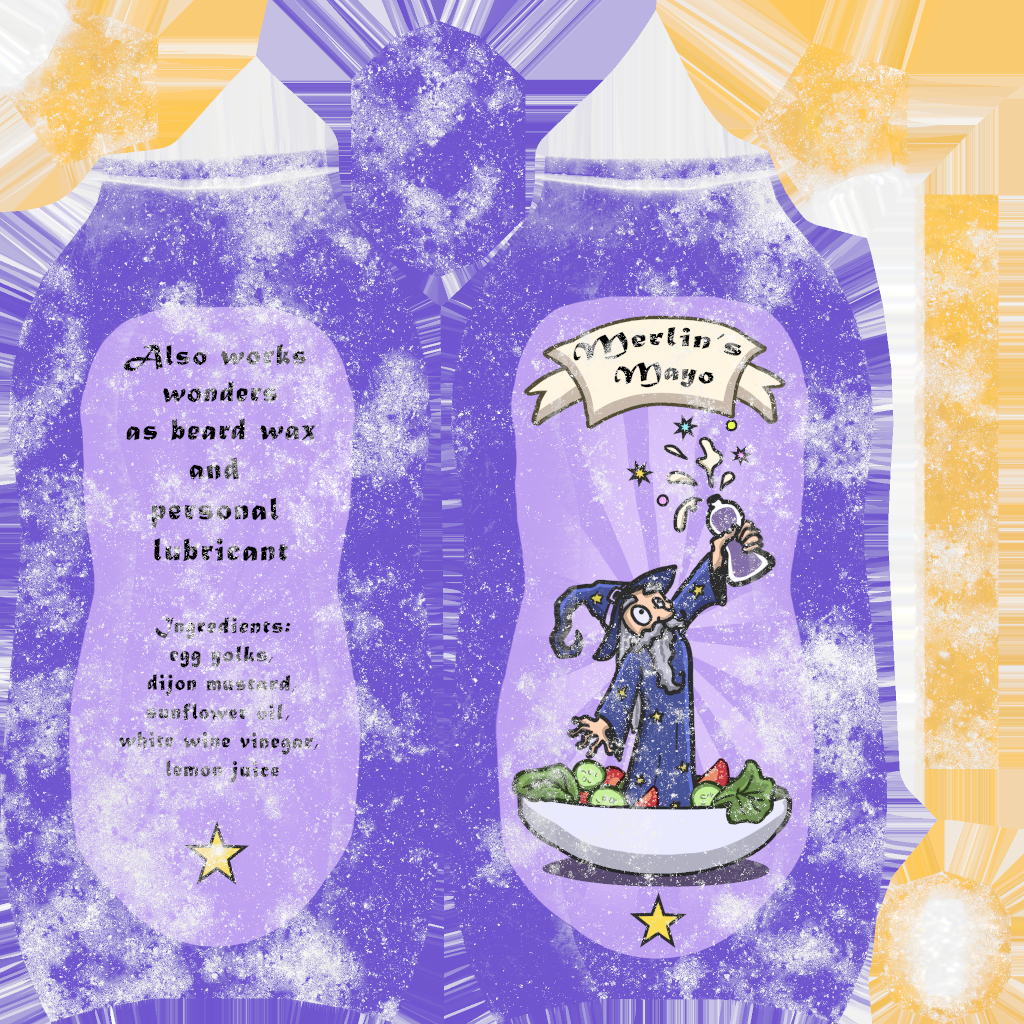 Also works
wonders
as beard wax
and
personal
lubricant
Ingredients:
egg yolks,
dijon mustard,
sunflower oil,
white wine vinegar,
lemon juice
Merlin's
Mayo